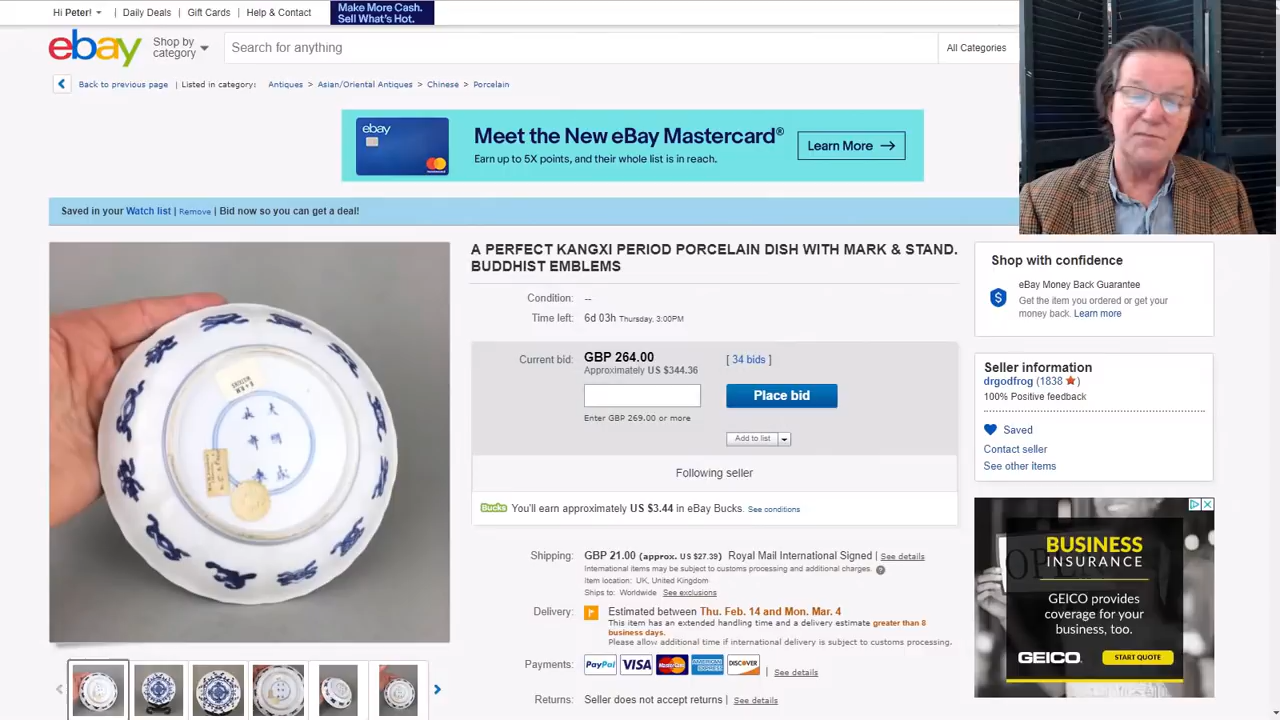 Hi Peter!
Daily Deals
Gift Cards
Help & Contact
Make More Cash.
Sell What's Hot.
ebay
Shop by
category
Search for anything
All Categories
Back to previous page | Listed in category:
Antiques > Asian/Oriental Antiques > Chinese > Porcelain
ebay
Meet the New eBay Mastercard®
Earn up to 5X points, and their whole list is in reach.
Learn More
Saved in your Watch list | Remove | Bid now so you can get a deal!
A PERFECT KANGXI PERIOD PORCELAIN DISH WITH MARK & STAND.
BUDDHIST EMBLEMS
Condition: --
Time left: 6d 03h Thursday, 3:00PM
Current bid: GBP 264.00 [ 34 bids ]
Approximately US $344.36
Place bid
Enter GBP 269.00 or more
Add to list
Following seller
Bucks You'll earn approximately US $3.44 in eBay Bucks. See conditions
Shipping: GBP 21.00 (approx. US $27.39) Royal Mail International Signed | See details
International items may be subject to customs processing and additional charges.
Item location: UK, United Kingdom
Ships to: Worldwide See exclusions
Delivery: Estimated between Thu. Feb. 14 and Mon. Mar. 4
This item has an extended handling time and a delivery estimate greater than 8
business days.
Please allow additional time if international delivery is subject to customs processing.
Payments: PayPal VISA MasterCard AMERICAN EXPRESS DISCOVER | See details
Returns: Seller does not accept returns | See details
Shop with confidence
eBay Money Back Guarantee
Get the item you ordered or get your
money back. Learn more
Seller information
drgodfrog (1838 )
100% Positive feedback
Saved
Contact seller
See other items
BUSINESS
INSURANCE
GEICO provides
coverage for your
business, too.
GEICO
START QUOTE